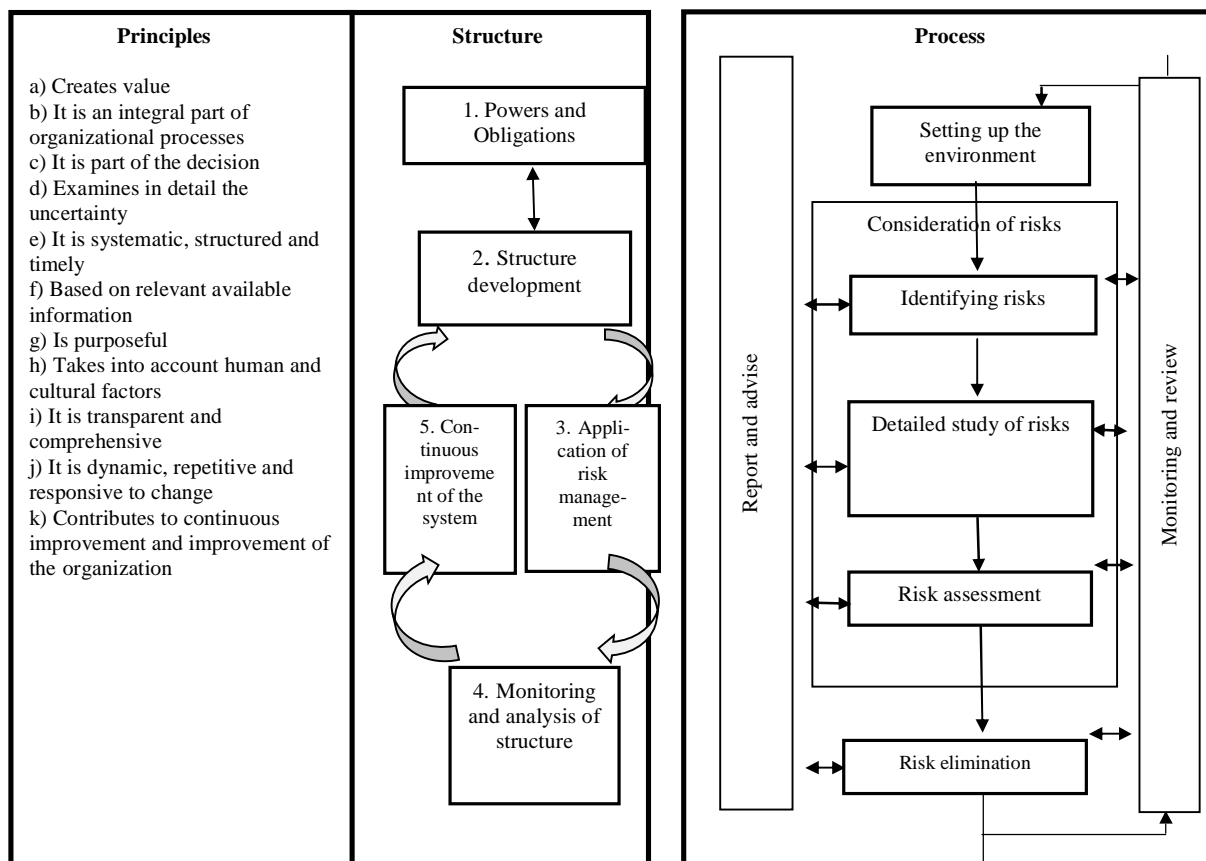 Principles
a) Creates value
b) It is an integral part of
organizational processes
c) It is part of the decision
d) Examines in detail the
uncertainty
e) It is systematic, structured and
timely
f) Based on relevant available
information
g) Is purposeful
h) Takes into account human and
cultural factors
i) It is transparent and
comprehensive
j) It is dynamic, repetitive and
responsive to change
k) Contributes to continuous
improvement and improvement of
the organization
Structure
1. Powers and
Obligations
2. Structure
development
5. Con-
tinuous
improveme
nt of the
system
3. Appli-
cation of
risk
manage-
ment
4. Monitoring
and analysis of
structure
Process
Report and advise
Setting up the
environment
Consideration of risks
Identifying risks
Detailed study of risks
Risk assessment
Risk elimination
Monitoring and review